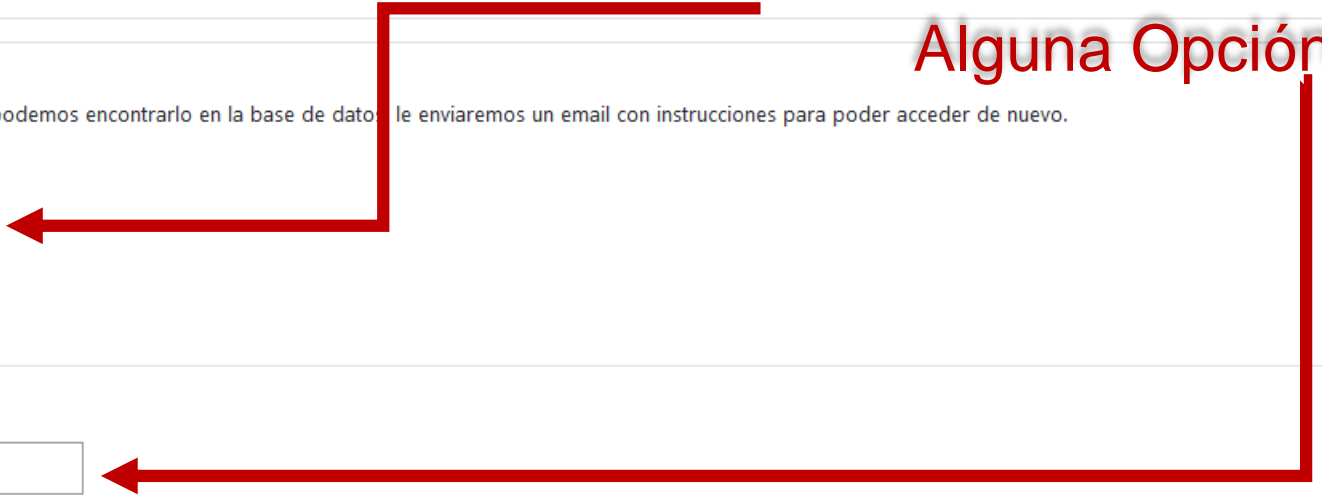 Alguna Opción
podemos encontrarlo en la base de datos, le enviaremos un email con instrucciones para poder acceder de nuevo.